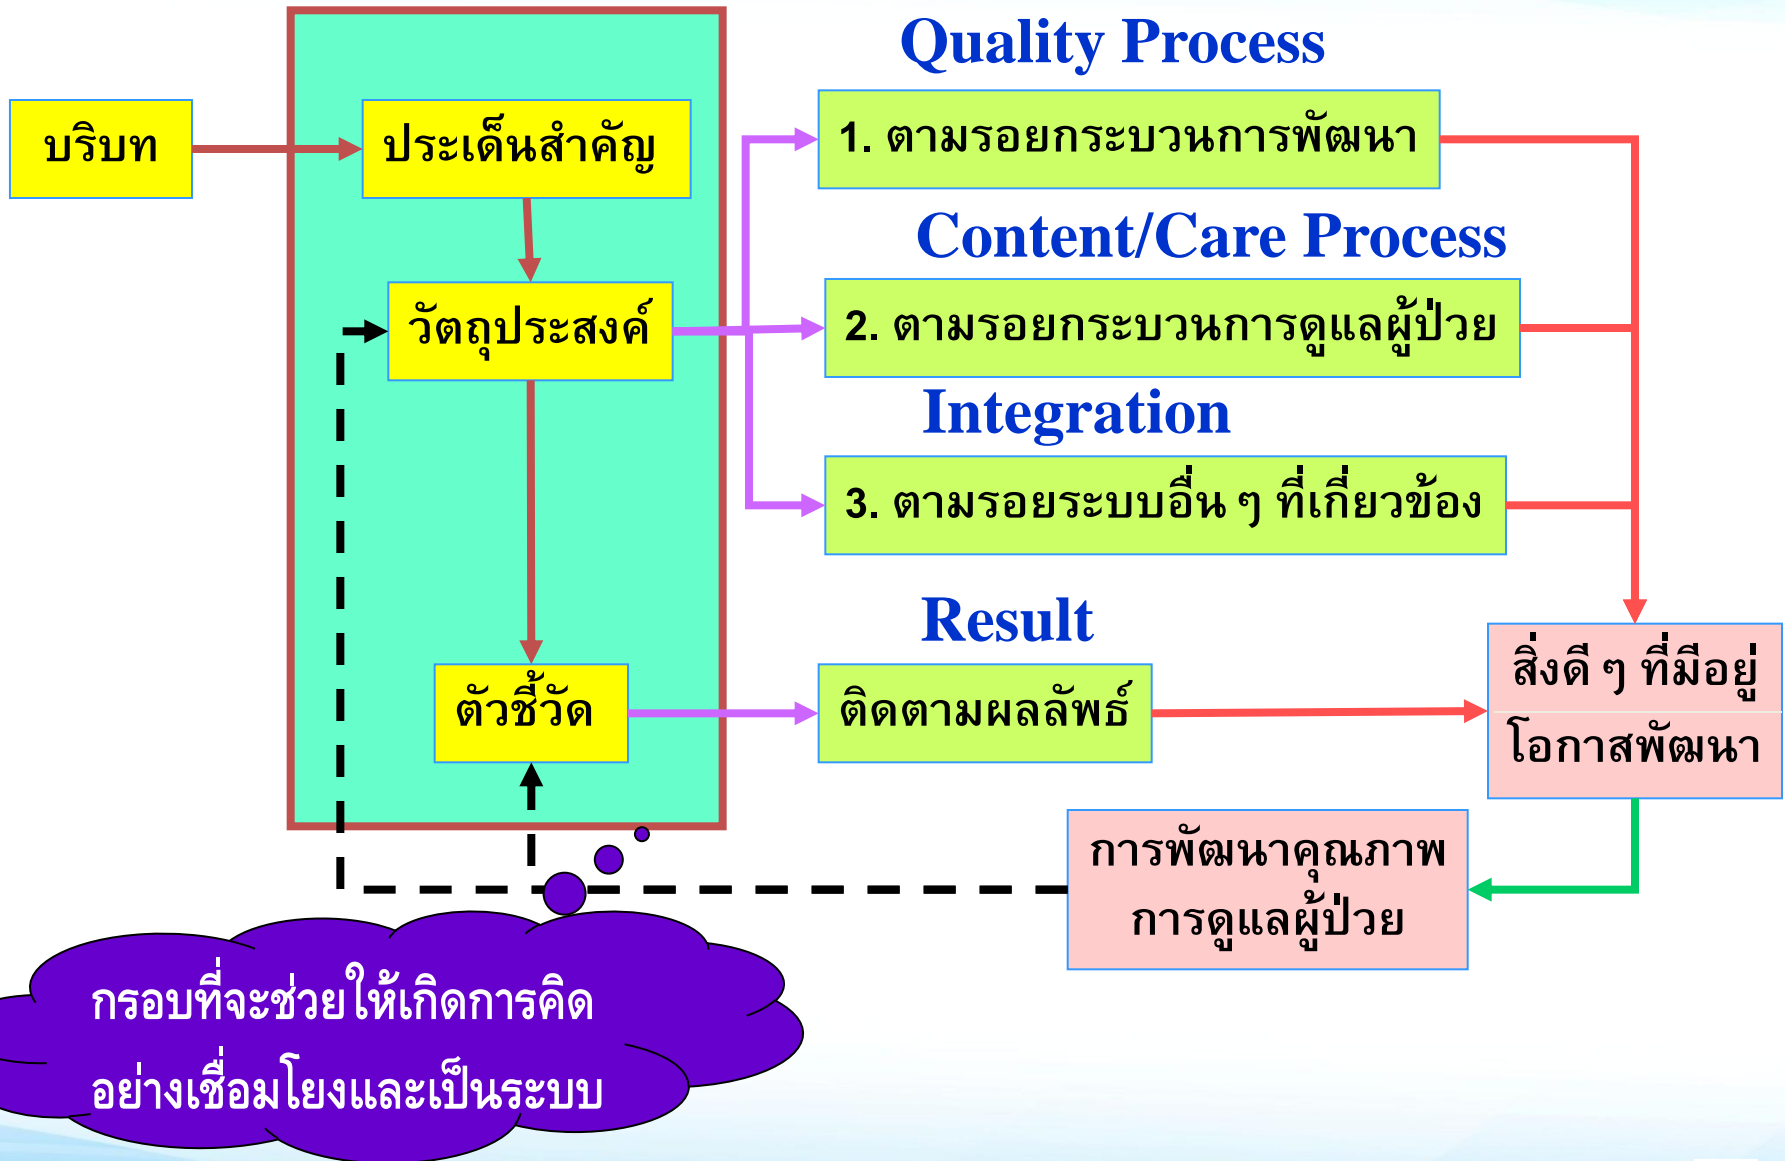 Quality Process
บริบท
ประเด็นสำคัญ
1. ตามรอยกระบวนการพัฒนา
Content/Care Process
วัตถุประสงค์
2. ตามรอยกระบวนการดูแลผู้ป่วย
Integration
3. ตามรอยระบบอื่น ๆ ที่เกี่ยวข้อง
Result
ตัวชี้วัด
ติดตามผลลัพธ์
สิ่งดี ๆ ที่มีอยู่
โอกาสพัฒนา
การพัฒนาคุณภาพ
การดูแลผู้ป่วย
กรอบที่จะช่วยให้เกิดการคิด
อย่างเชื่อมโยงและเป็นระบบ